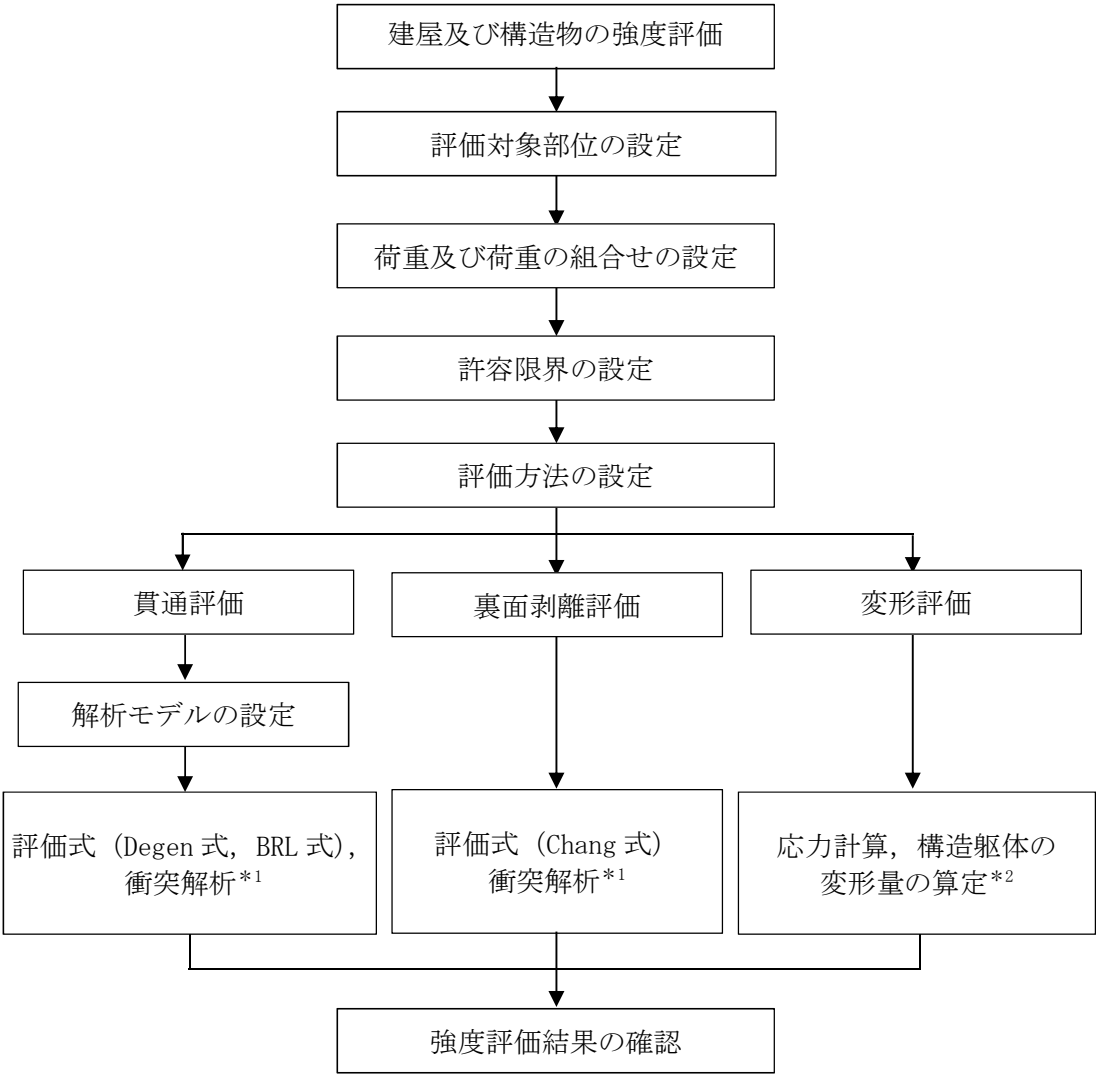 建屋及び構造物の強度評価
評価対象部位の設定
荷重及び荷重の組合せの設定
許容限界の設定
評価方法の設定
貫通評価
裏面剥離評価
変形評価
解析モデルの設定
評価式（Degen 式，BRL 式），
衝突解析*1
評価式（Chang 式）
衝突解析*1
応力計算，構造躯体の
変形量の算定*2
強度評価結果の確認